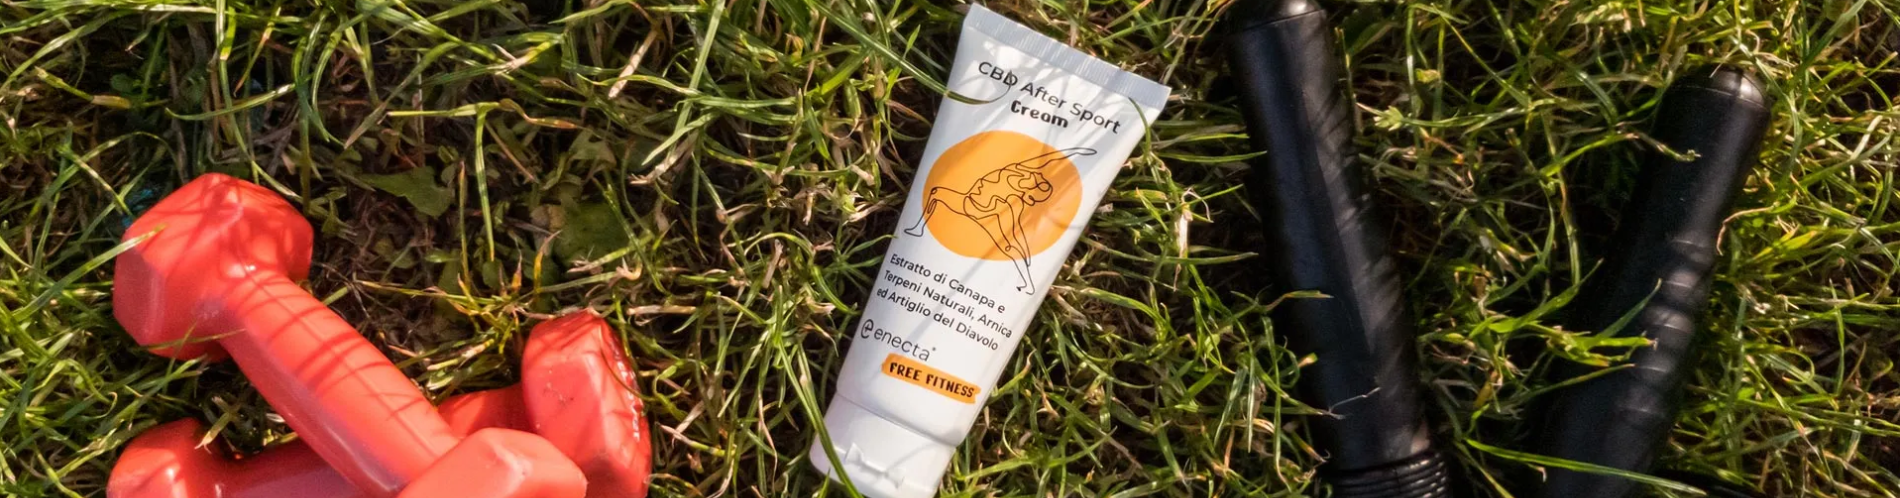 CBD After Sport
Cream
Estratto di Canapa e
Terpeni Naturali, Arnica
ed Artiglio del Diavolo
enecta
FREE FITNESS